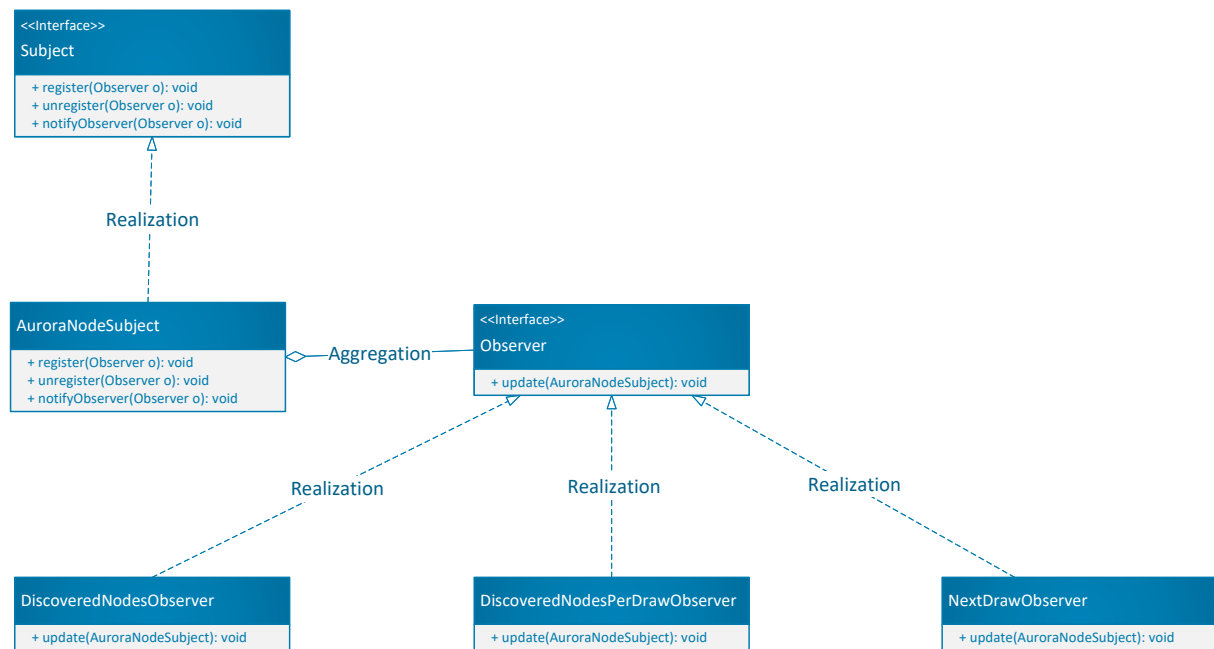 <<Interface>>
Subject
+ register(Observer o): void
+ unregister(Observer o): void
+ notifyObserver(Observer o): void
Realization
AuroraNodeSubject
+ register(Observer o): void
+ unregister(Observer o): void
+ notifyObserver(Observer o): void
Aggregation
<<Interface>>
Observer
+ update(AuroraNodeSubject): void
Realization
Realization
Realization
DiscoveredNodesObserver
+ update(AuroraNodeSubject): void
DiscoveredNodesPerDrawObserver
+ update(AuroraNodeSubject): void
NextDrawObserver
+ update(AuroraNodeSubject): void